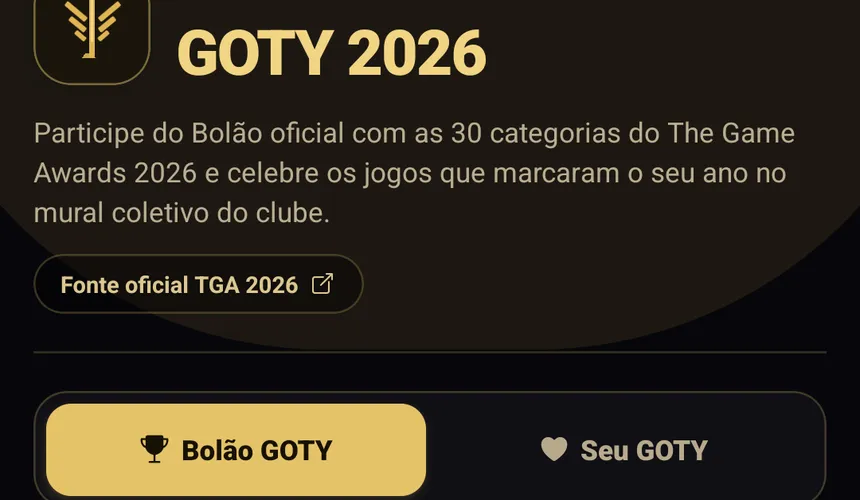 GOTY 2026
Participe do Bolão oficial com as 30 categorias do The Game
Awards 2026 e celebre os jogos que marcaram o seu ano no
mural coletivo do clube.
Fonte oficial TGA 2026
Bolão GOTY
Seu GOTY